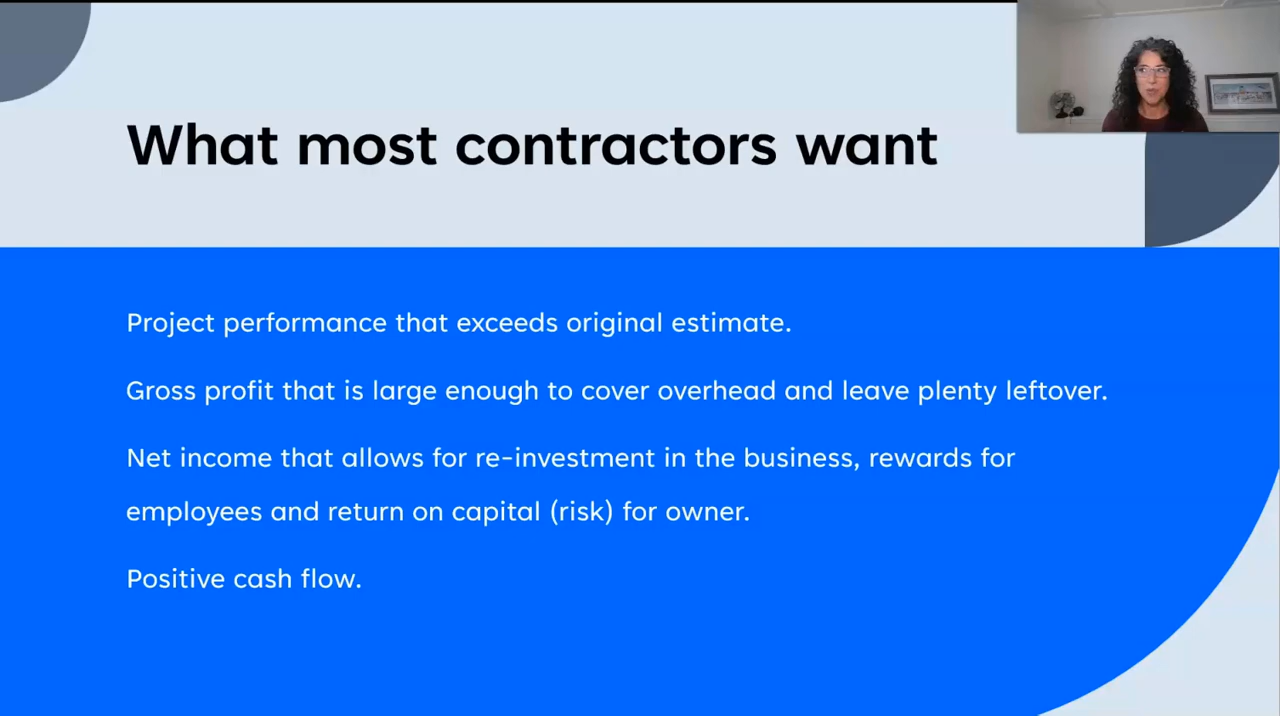 What most contractors want
Project performance that exceeds original estimate.
Gross profit that is large enough to cover overhead and leave plenty leftover.
Net income that allows for re-investment in the business, rewards for
employees and return on capital (risk) for owner.
Positive cash flow.